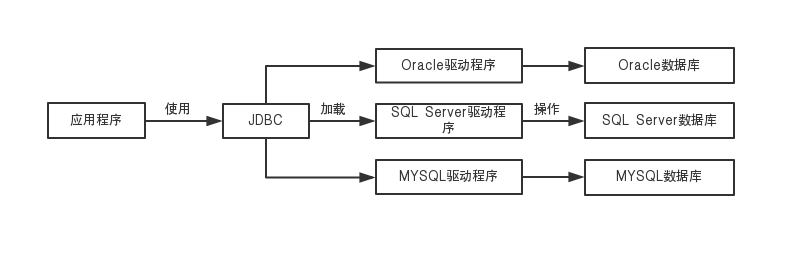 Oracle驱动程序
Oracle数据库
应用程序
使用
JDBC
加载
SQL Server驱动程
序
操作
SQL Server数据库
MYSQL驱动程序
MYSQL数据库